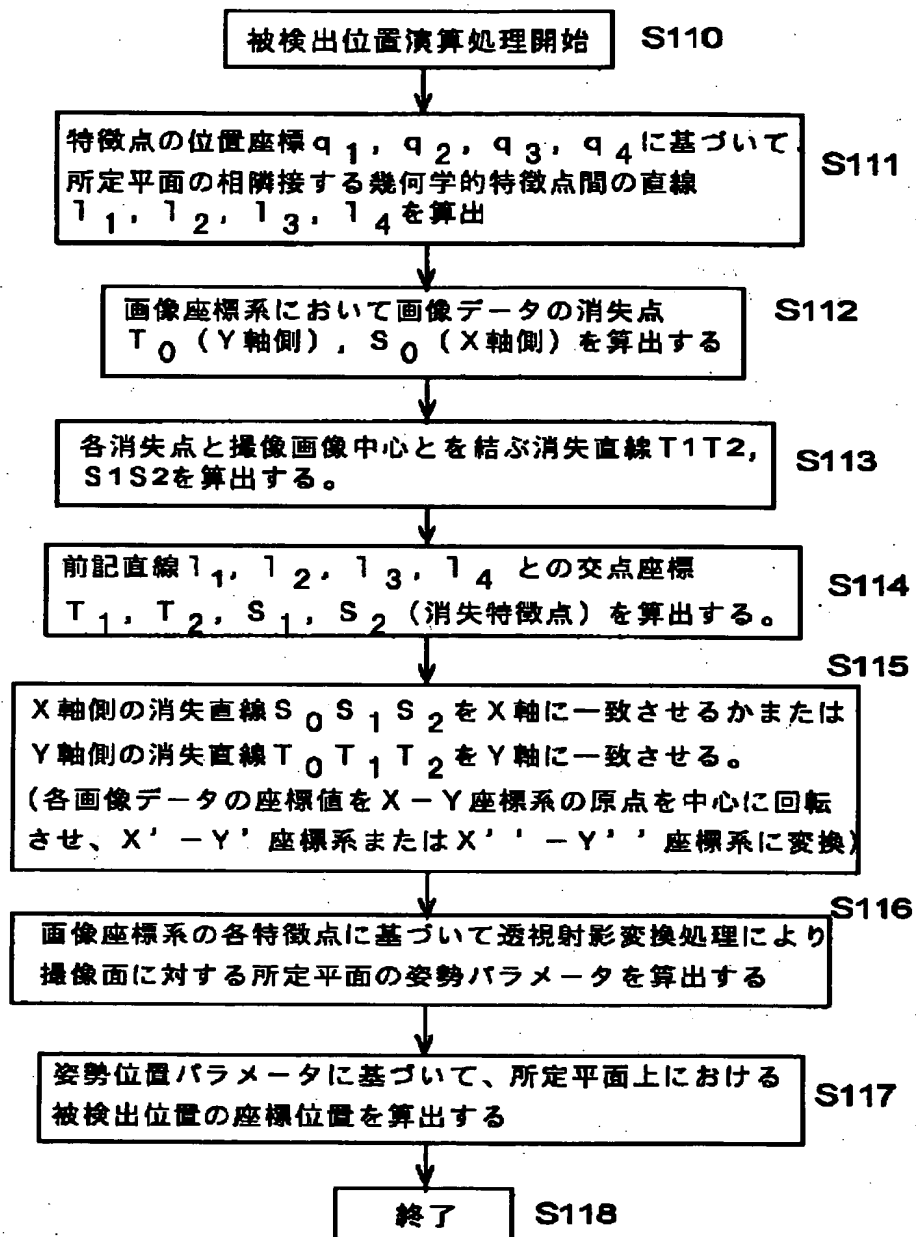 被検出位置演算処理開始 S110
特徴点の位置座標q1, q2, q3, q4に基づいて、 S111
所定平面の相隣接する幾何学的特徴点間の直線
l1, l2, l3, l4を算出
画像座標系において画像データの消失点 S112
T0(Y軸側), S0(X軸側)を算出する
各消失点と撮像画像中心とを結ぶ消失直線T1T2, S113
S1S2を算出する。
前記直線l1, l2, l3, l4 との交点座標 S114
T1, T2, S1, S2(消失特徴点)を算出する。
S115
X軸側の消失直線S0S1S2をX軸に一致させるかまたは
Y軸側の消失直線T0T1T2をY軸に一致させる。
(各画像データの座標値をX-Y座標系の原点を中心に回転
させ、X'-Y'座標系またはX''-Y''座標系に変換)
S116
画像座標系の各特徴点に基づいて透視射影変換処理により
撮像面に対する所定平面の姿勢パラメータを算出する
姿勢位置パラメータに基づいて、所定平面上における S117
被検出位置の座標位置を算出する
終了 S118